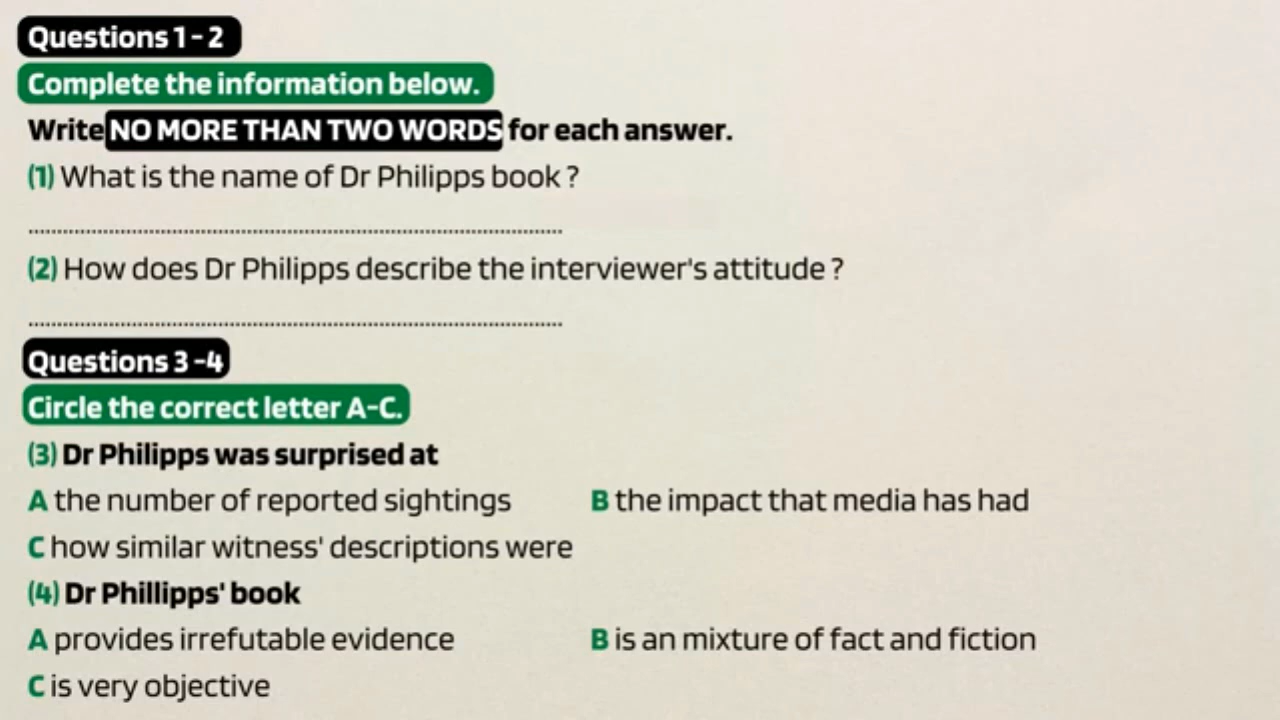 Questions 1 - 2
Complete the information below.
Write NO MORE THAN TWO WORDS for each answer.
(1) What is the name of Dr Philipps book ?
................................................................................................
(2) How does Dr Philipps describe the interviewer's attitude ?
................................................................................................
Questions 3 -4
Circle the correct letter A-C.
(3) Dr Philipps was surprised at
A the number of reported sightings B the impact that media has had
C how similar witness' descriptions were
(4) Dr Phillipps' book
A provides irrefutable evidence B is an mixture of fact and fiction
C is very objective